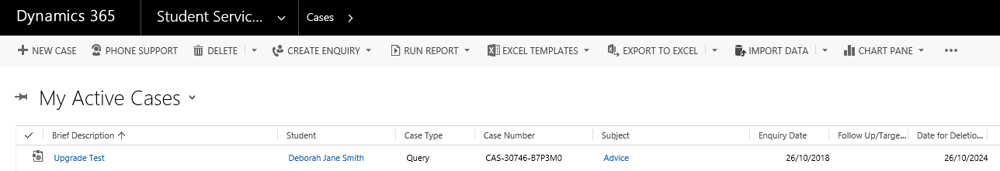 Dynamics 365 Student Servic... Cases
NEW CASE PHONE SUPPORT DELETE CREATE ENQUIRY RUN REPORT EXCEL TEMPLATES EXPORT TO EXCEL IMPORT DATA CHART PANE ...
My Active Cases
Brief Description Student Case Type Case Number Subject Enquiry Date Follow Up/Targe... Date for Deletio...
Upgrade Test Deborah Jane Smith Query CAS-30746-B7P3M0 Advice 26/10/2018 26/10/2024